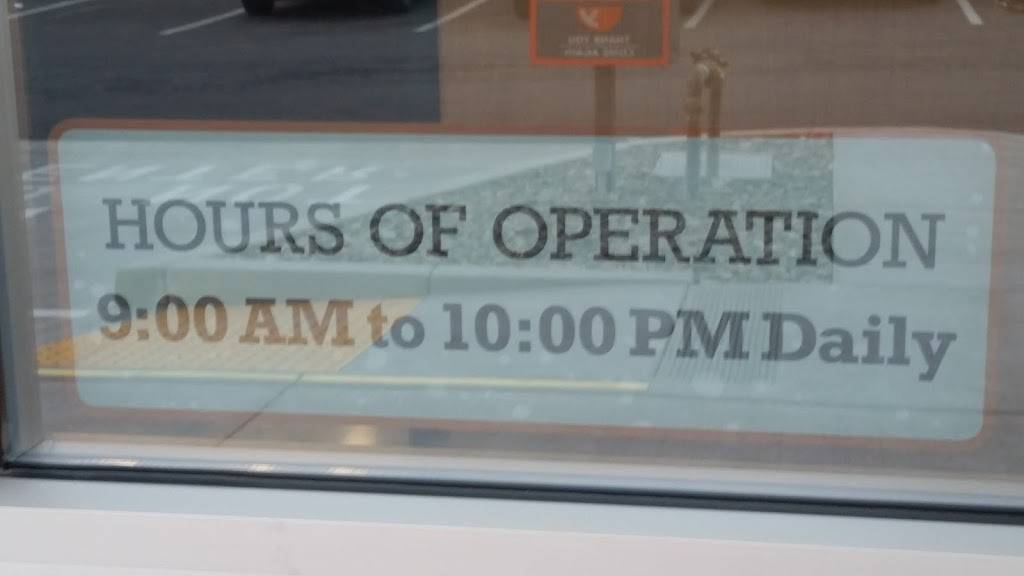 HOURS OF OPERATION
9:00 AM to 10:00 PM Daily